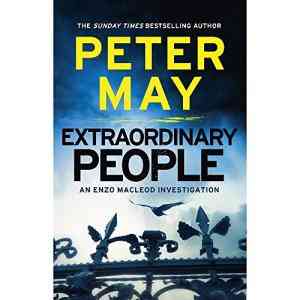 THE SUNDAY TIMES BESTSELLING AUTHOR
PETER
MAY
EXTRAORDINARY
PEOPLE
AN ENZO MACLEOD INVESTIGATION